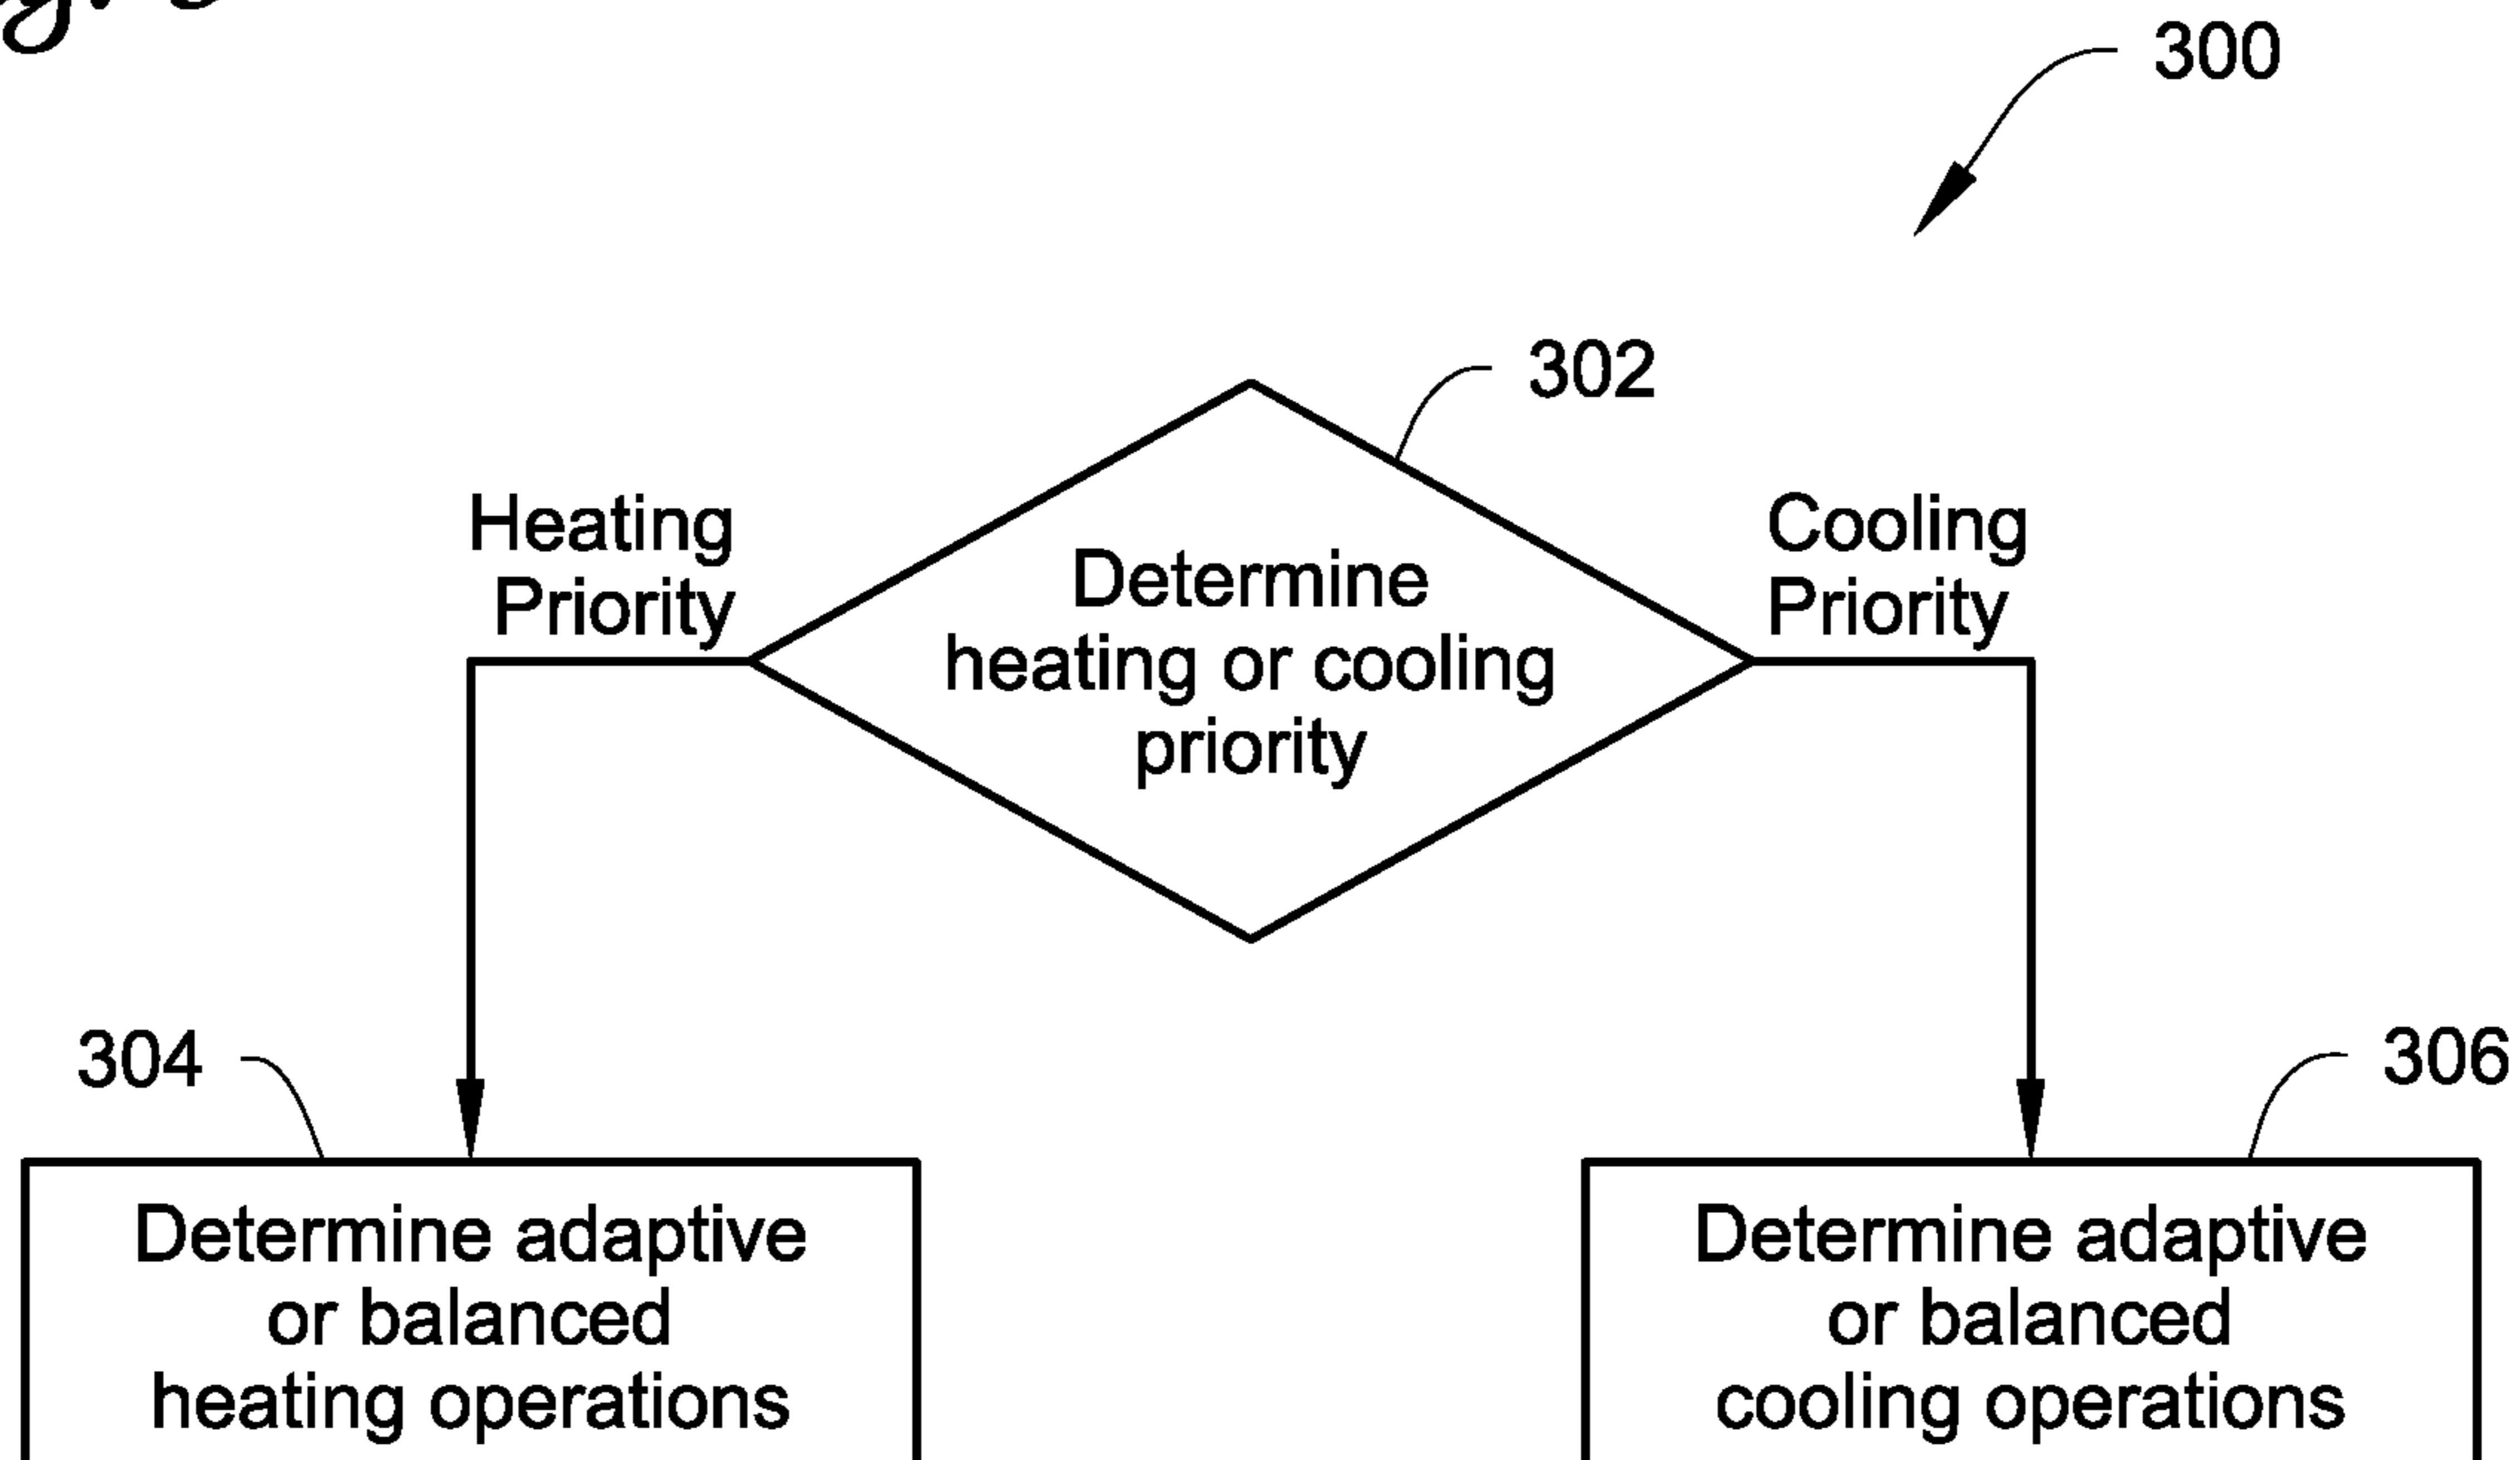 300
302
Heating
Priority
Determine
heating or cooling
priority
Cooling
Priority
304
306
Determine adaptive
or balanced
heating operations
Determine adaptive
or balanced
cooling operations